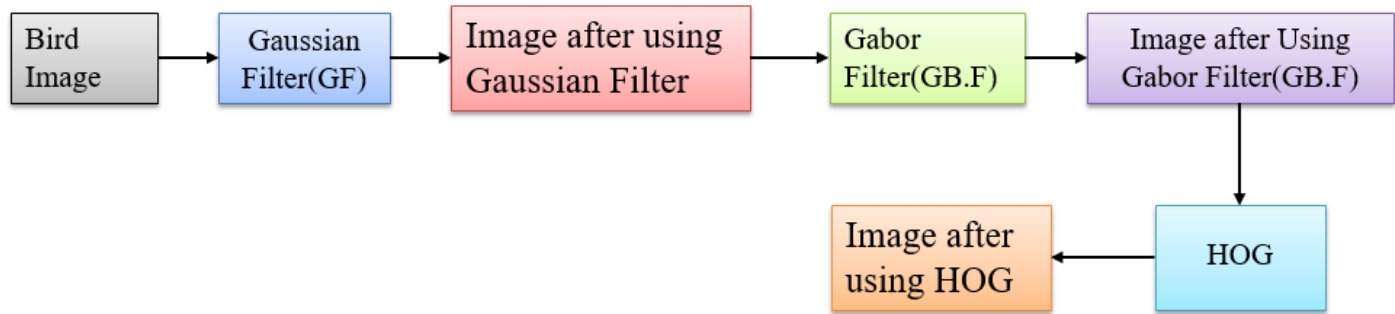 Bird
Image
Gaussian
Filter(GF)
Image after using
Gaussian Filter
Gabor
Filter(GB.F)
Image after Using
Gabor Filter(GB.F)
HOG
Image after
using HOG